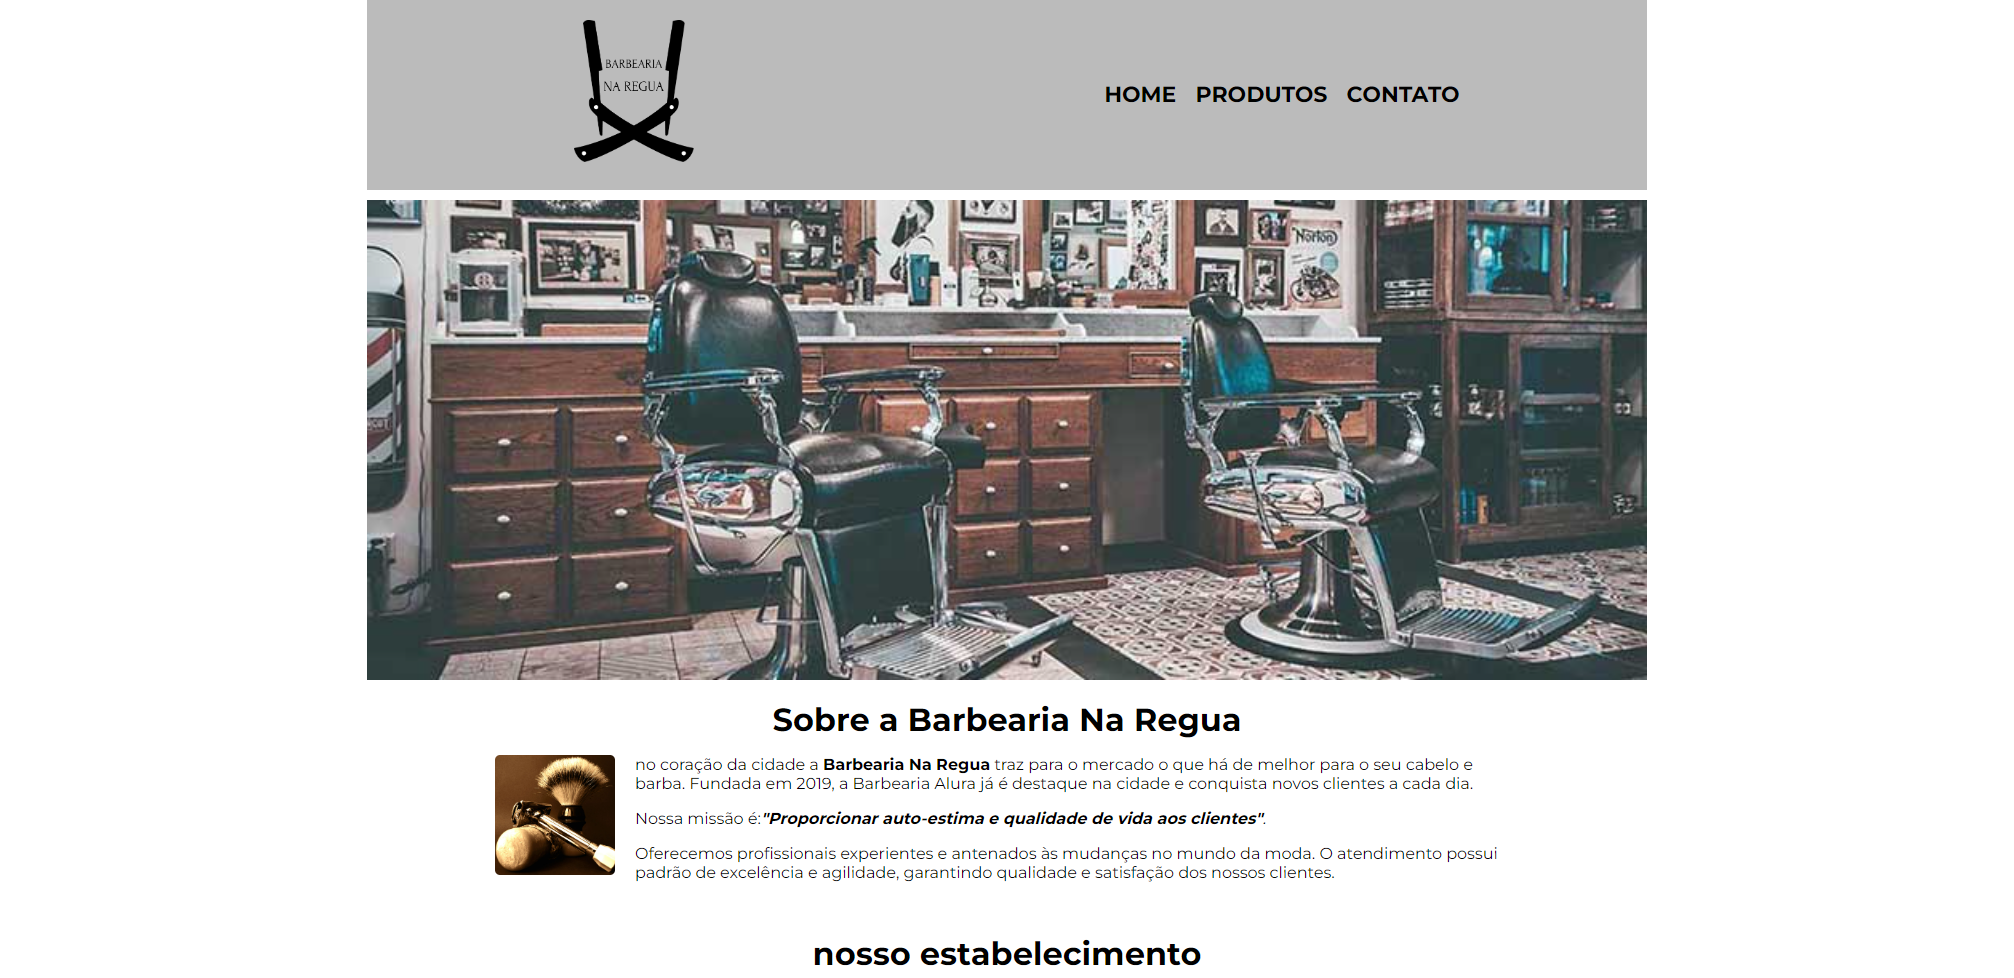 BARBEARIA
NA REGUA
HOME PRODUTOS CONTATO
Norton
Sobre a Barbearia Na Regua
no coração da cidade a Barbearia Na Regua traz para o mercado o que há de melhor para o seu cabelo e
barba. Fundada em 2019, a Barbearia Alura já é destaque na cidade e conquista novos clientes a cada dia.
Nossa missão é:"Proporcionar auto-estima e qualidade de vida aos clientes".
Oferecemos profissionais experientes e antenados às mudanças no mundo da moda. O atendimento possui
padrão de excelência e agilidade, garantindo qualidade e satisfação dos nossos clientes.
nosso estabelecimento